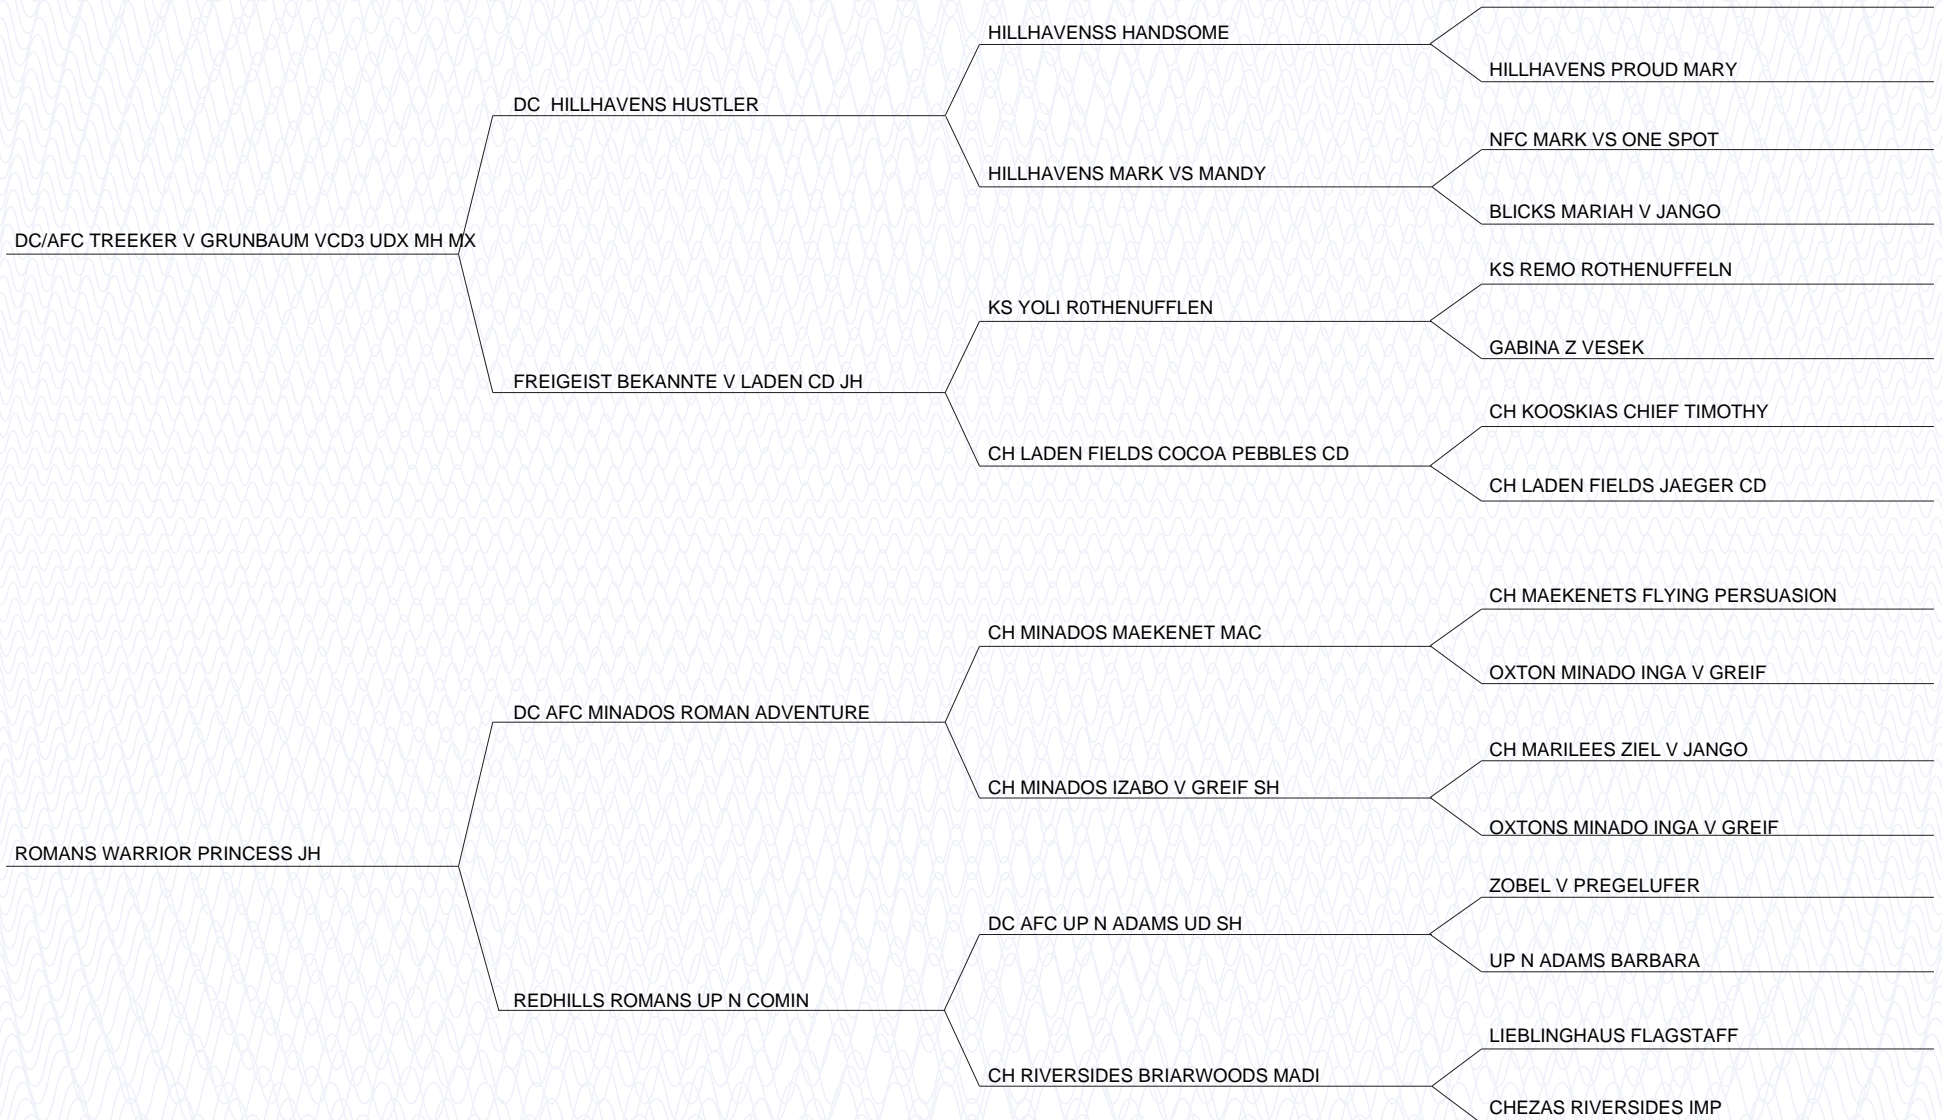 HILLHAVENSS HANDSOME
HILLHAVENS PROUD MARY
DC  HILLHAVENS HUSTLER
NFC MARK VS ONE SPOT
HILLHAVENS MARK VS MANDY
BLICKS MARIAH V JANGO
DC/AFC TREEKER V GRUNBAUM VCD3 UDX MH MX
KS REMO ROTHENUFFELN
KS YOLI R0THENUFFLEN
GABINA Z VESEK
FREIGEIST BEKANNTE V LADEN CD JH
CH KOOSKIAS CHIEF TIMOTHY
CH LADEN FIELDS COCOA PEBBLES CD
CH LADEN FIELDS JAEGER CD
CH MAEKENETS FLYING PERSUASION
CH MINADOS MAEKENET MAC
OXTON MINADO INGA V GREIF
DC AFC MINADOS ROMAN ADVENTURE
CH MARILEES ZIEL V JANGO
CH MINADOS IZABO V GREIF SH
OXTONS MINADO INGA V GREIF
ROMANS WARRIOR PRINCESS JH
ZOBEL V PREGELUFER
DC AFC UP N ADAMS UD SH
UP N ADAMS BARBARA
REDHILLS ROMANS UP N COMIN
LIEBLINGHAUS FLAGSTAFF
CH RIVERSIDES BRIARWOODS MADI
CHEZAS RIVERSIDES IMP